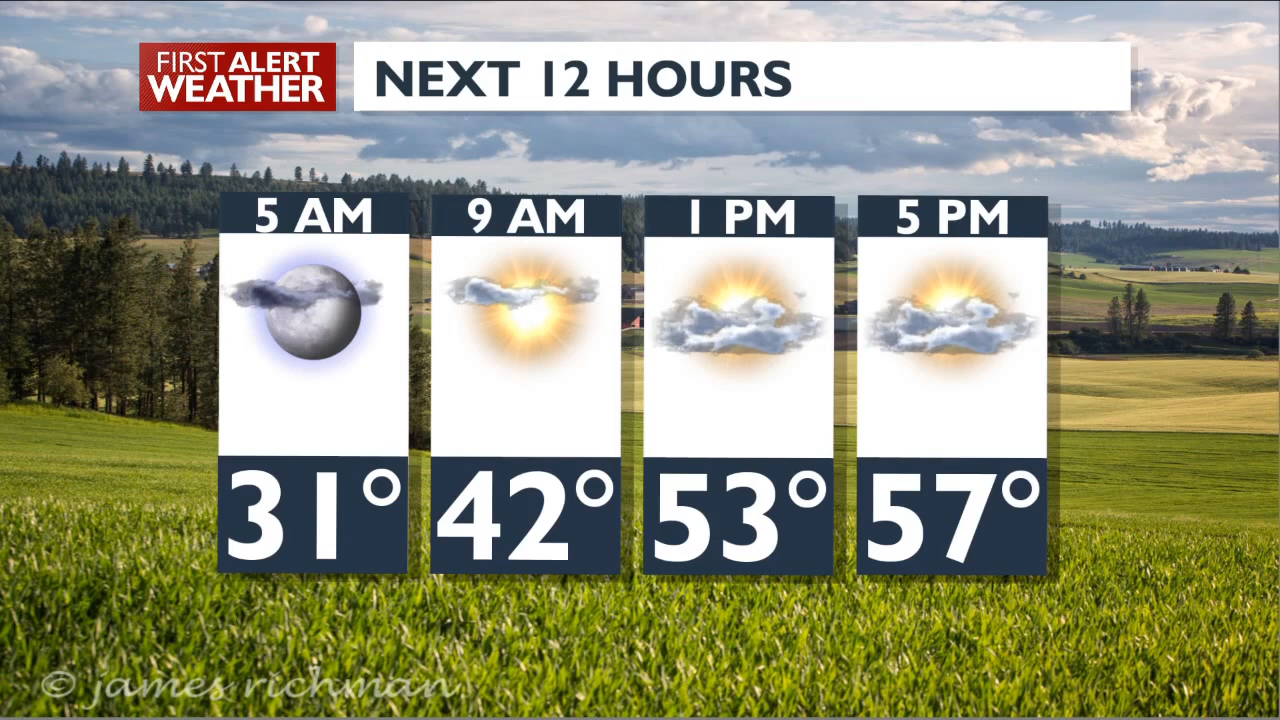 FIRST ALERT
WEATHER
NEXT 12 HOURS
5 AM
9 AM
1 PM
5 PM
31°
42°
53°
57°
© james richman